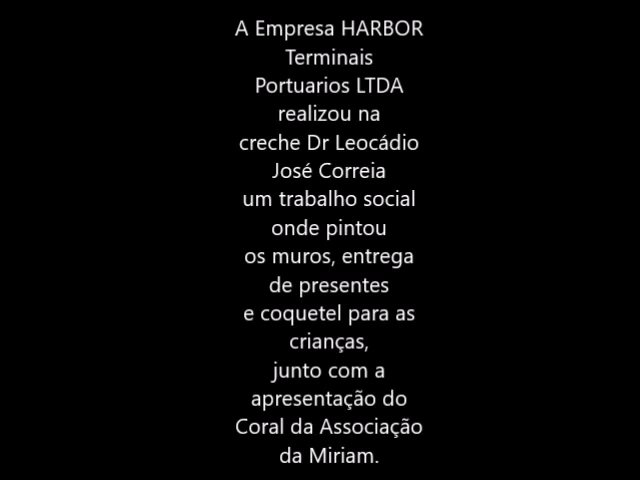 A Empresa HARBOR
Terminais
Portuarios LTDA
realizou na
creche Dr Leocádio
José Correia
um trabalho social
onde pintou
os muros, entrega
de presentes
e coquetel para as
crianças,
junto com a
apresentação do
Coral da Associação
da Miriam.